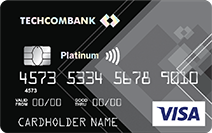 TECHCOMBANK
Platinum
4573 5334 5678 9010
4573
VALID FROM 00/00 GOOD THRU 00/00
CARDHOLDER NAME
VISA